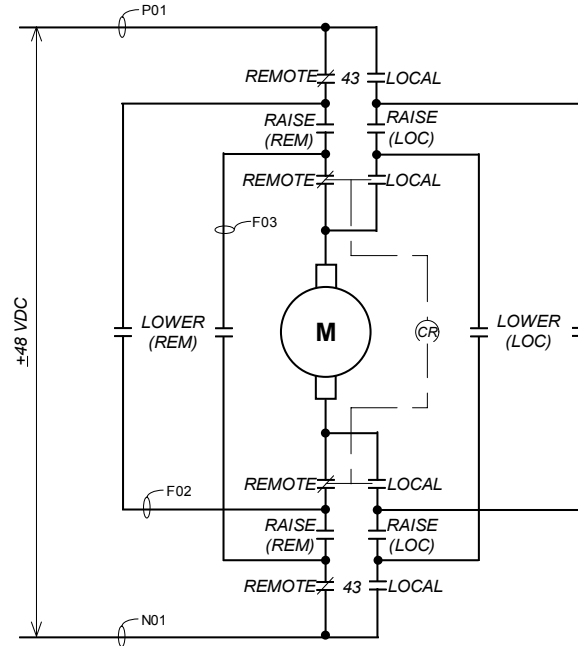 P01
REMOTE 43 LOCAL
RAISE RAISE
(REM) (LOC)
REMOTE LOCAL
F03
±48 VDC
LOWER
(REM)
M
CR
LOWER
(LOC)
REMOTE LOCAL
F02
RAISE RAISE
(REM) (LOC)
REMOTE 43 LOCAL
N01